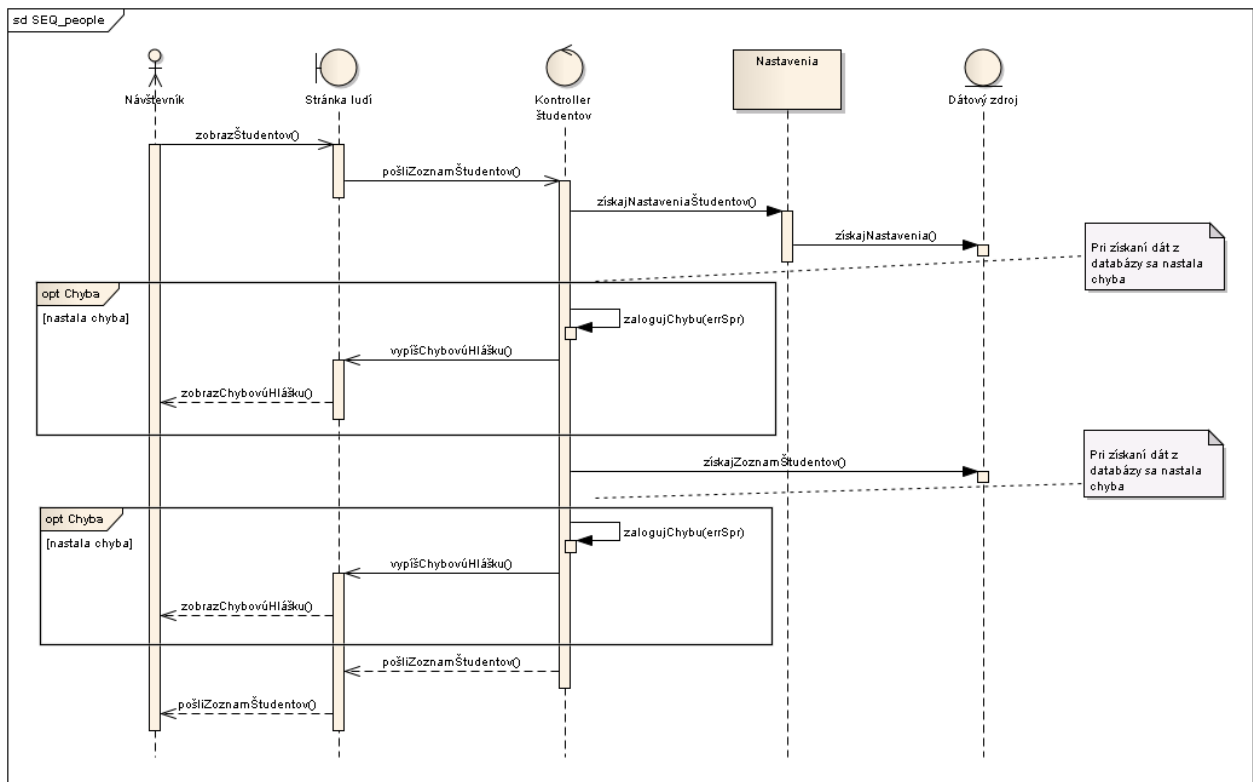 sd SEQ_people
Návštevník
Stránka ludí
Kontroller
študentov
Nastavenia
Dátový zdroj
zobrazŠtudentov()
pošliZoznamŠtudentov()
získajNastaveniaŠtudentov()
získajNastavenia()
Pri získaní dát z
databázy sa nastala
chyba
opt Chyba
[nastala chyba]
zalogujChybu(errSpr)
vypíšChybovúHlášku()
zobrazChybovúHlášku()
získajZoznamŠtudentov()
Pri získaní dát z
databázy sa nastala
chyba
opt Chyba
[nastala chyba]
zalogujChybu(errSpr)
vypíšChybovúHlášku()
zobrazChybovúHlášku()
pošliZoznamŠtudentov()
pošliZoznamŠtudentov()